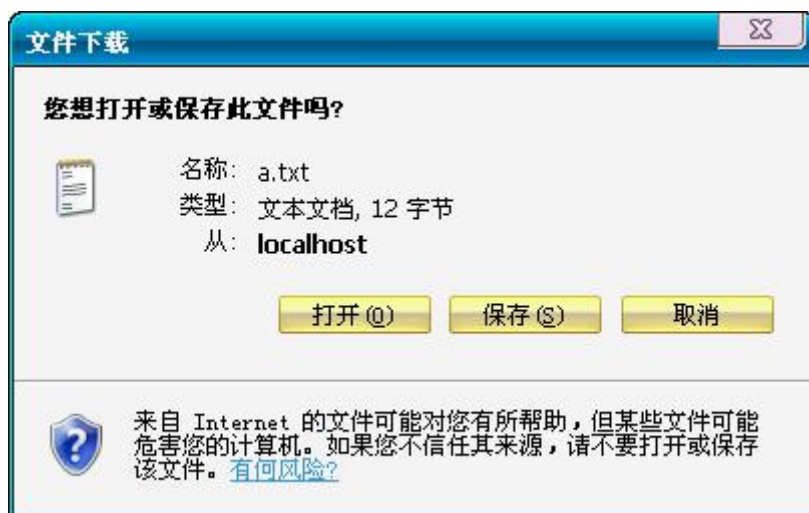 文件下载
您想打开或保存此文件吗?
名称: a.txt
类型: 文本文档, 12 字节
从: localhost
打开(O) 保存(S) 取消
来自 Internet 的文件可能对您有所帮助，但某些文件可能
危害您的计算机。如果您不信任其来源，请不要打开或保存
该文件。有何风险?